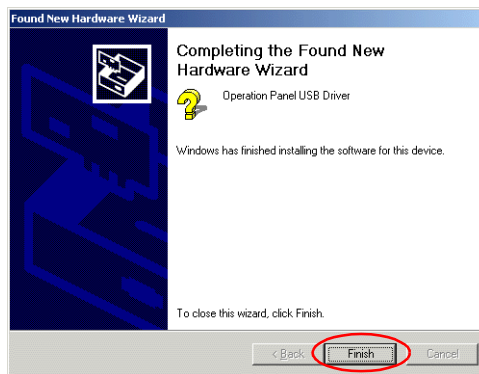 Found New Hardware Wizard
Completing the Found New
Hardware Wizard
Operation Panel USB Driver
Windows has finished installing the software for this device.
To close this wizard, click Finish.
< Back
Finish
Cancel